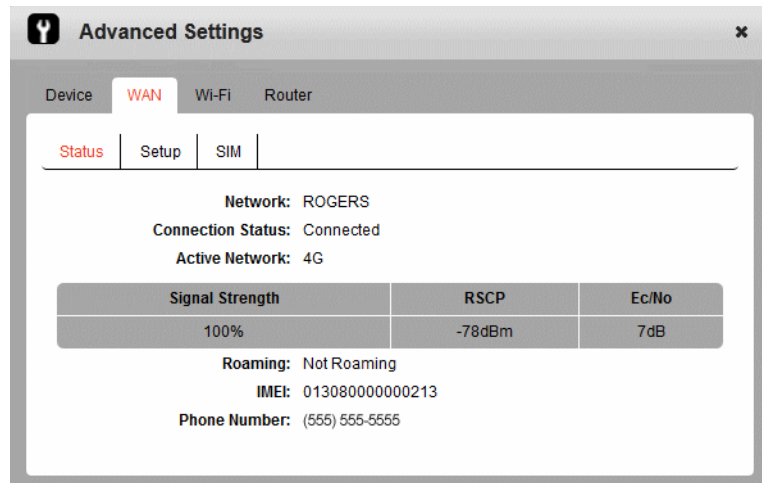 Advanced Settings
Device WAN Wi-Fi Router
Status Setup SIM
Network: ROGERS
Connection Status: Connected
Active Network: 4G
Signal Strength RSCP Ec/No
100% -78dBm 7dB
Roaming: Not Roaming
IMEI: 013080000000213
Phone Number: (555) 555-5555